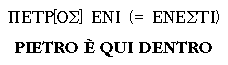 ΠΕΤΡ[ΟΣ] ΕΝΙ (= ΕΝΕΣΤΙ)
PIETRO È QUI DENTRO